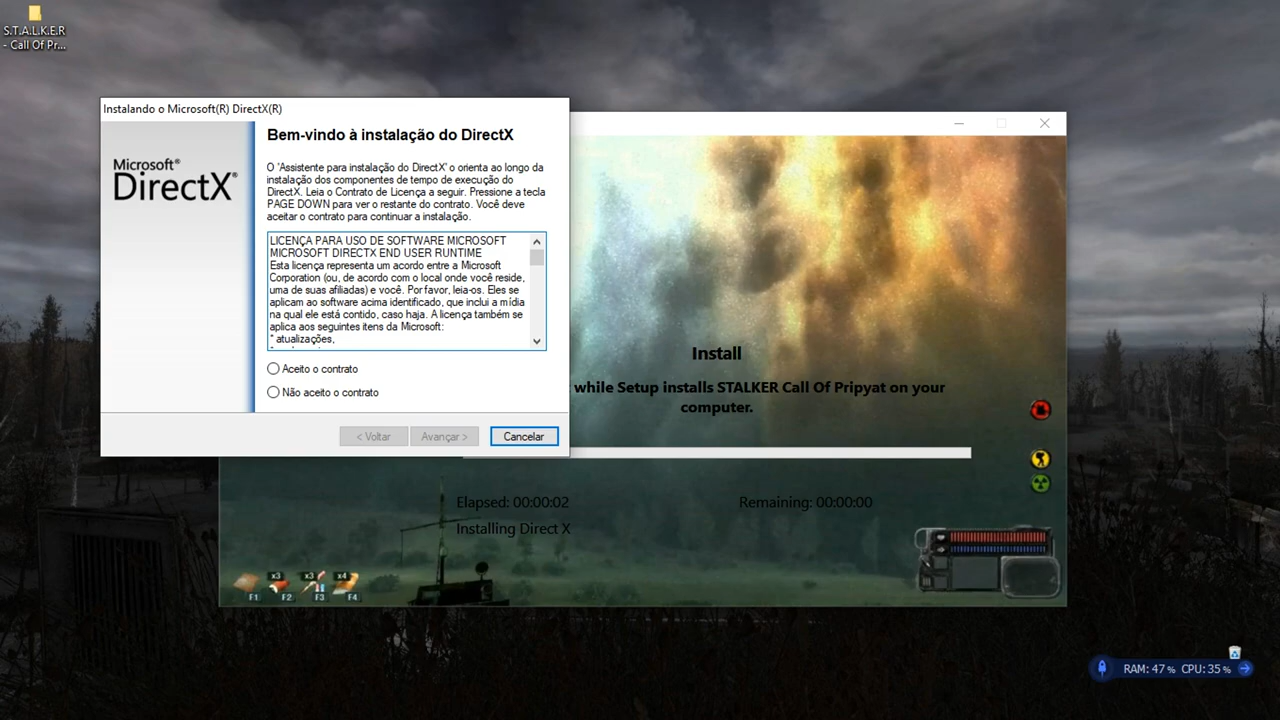 S.T.A.L.K.E.R
- Call Of Pr...
Instalando o Microsoft(R) DirectX(R)
Microsoft®
DirectX®
Bem-vindo à instalação do DirectX
O 'Assistente para instalação do DirectX' o orienta ao longo da
instalação dos componentes de tempo de execução do
DirectX. Leia o Contrato de Licença a seguir. Pressione a tecla
PAGE DOWN para ver o restante do contrato. Você deve
aceitar o contrato para continuar a instalação.
LICENÇA PARA USO DE SOFTWARE MICROSOFT
MICROSOFT DIRECTX END USER RUNTIME
Esta licença representa um acordo entre a Microsoft
Corporation (ou, de acordo com o local onde você reside,
uma de suas afiliadas) e você. Por favor, leia-os. Eles se
aplicam ao software acima identificado, que inclui a mídia
na qual ele está contido, caso haja. A licença também se
aplica aos seguintes itens da Microsoft:
* atualizações,
Aceito o contrato
Não aceito o contrato
< Voltar
Avançar >
Cancelar
Install
while Setup installs STALKER Call Of Pripyat on your
computer.
Elapsed: 00:00:02
Remaining: 00:00:00
Installing Direct X
x3 x3 x4
F1 F2 F3 F4
RAM: 47 % CPU: 35 %